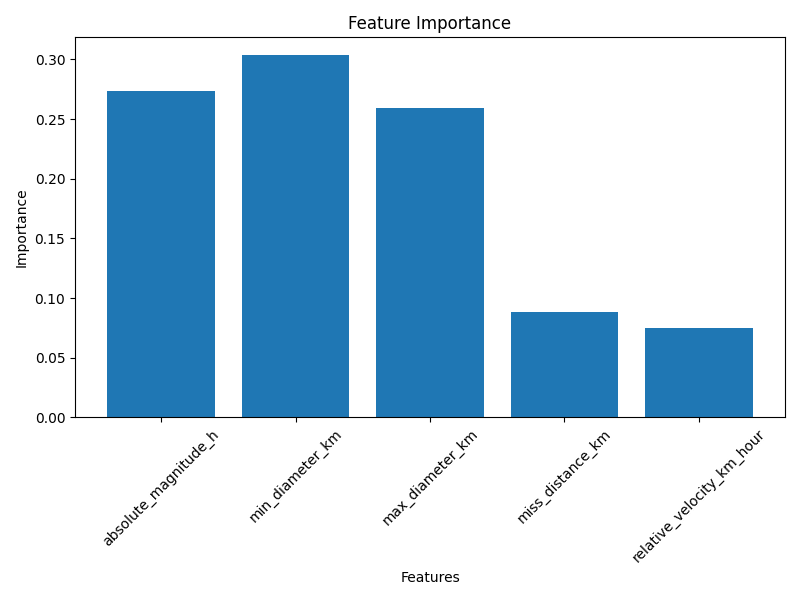 Feature Importance
Importance
0.30
0.25
0.20
0.15
0.10
0.05
0.00
absolute_magnitude_h
min_diameter_km
max_diameter_km
miss_distance_km
relative_velocity_km_hour
Features